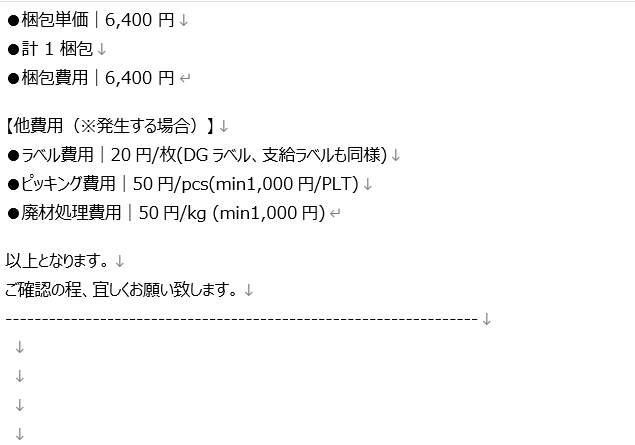 ●梱包単価｜6,400 円↓
●計 1 梱包↓
●梱包費用｜6,400 円↵
【他費用（※発生する場合）】↓
●ラベル費用｜20 円/枚(DG ラベル、支給ラベルも同様)↓
●ピッキング費用｜50 円/pcs(min1,000 円/PLT)↓
●廃材処理費用｜50 円/kg (min1,000 円)↵
以上となります。↓
ご確認の程、宜しくお願い致します。↓
-----------------------------------------------------------------↓
↓
↓
↓
↓